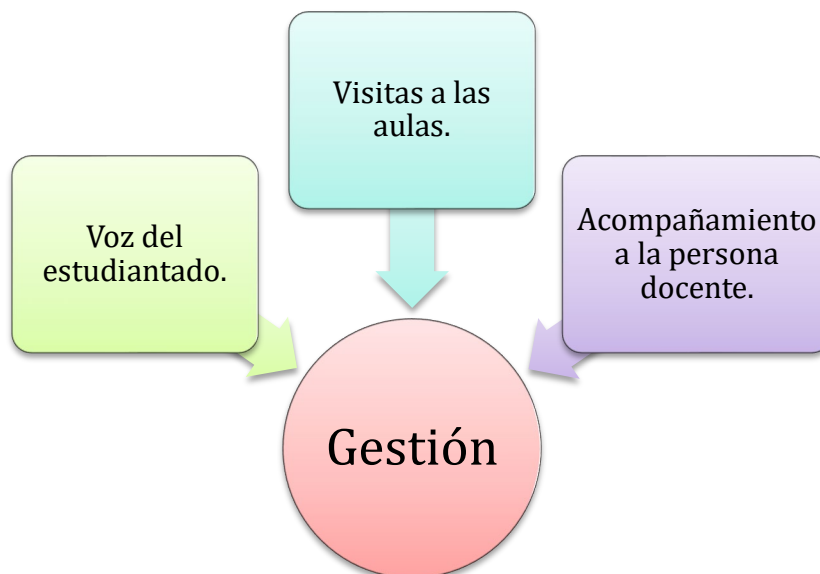 Visitas a las
aulas.
Voz del
estudiantado.
Acompañamiento
a la persona
docente.
Gestión